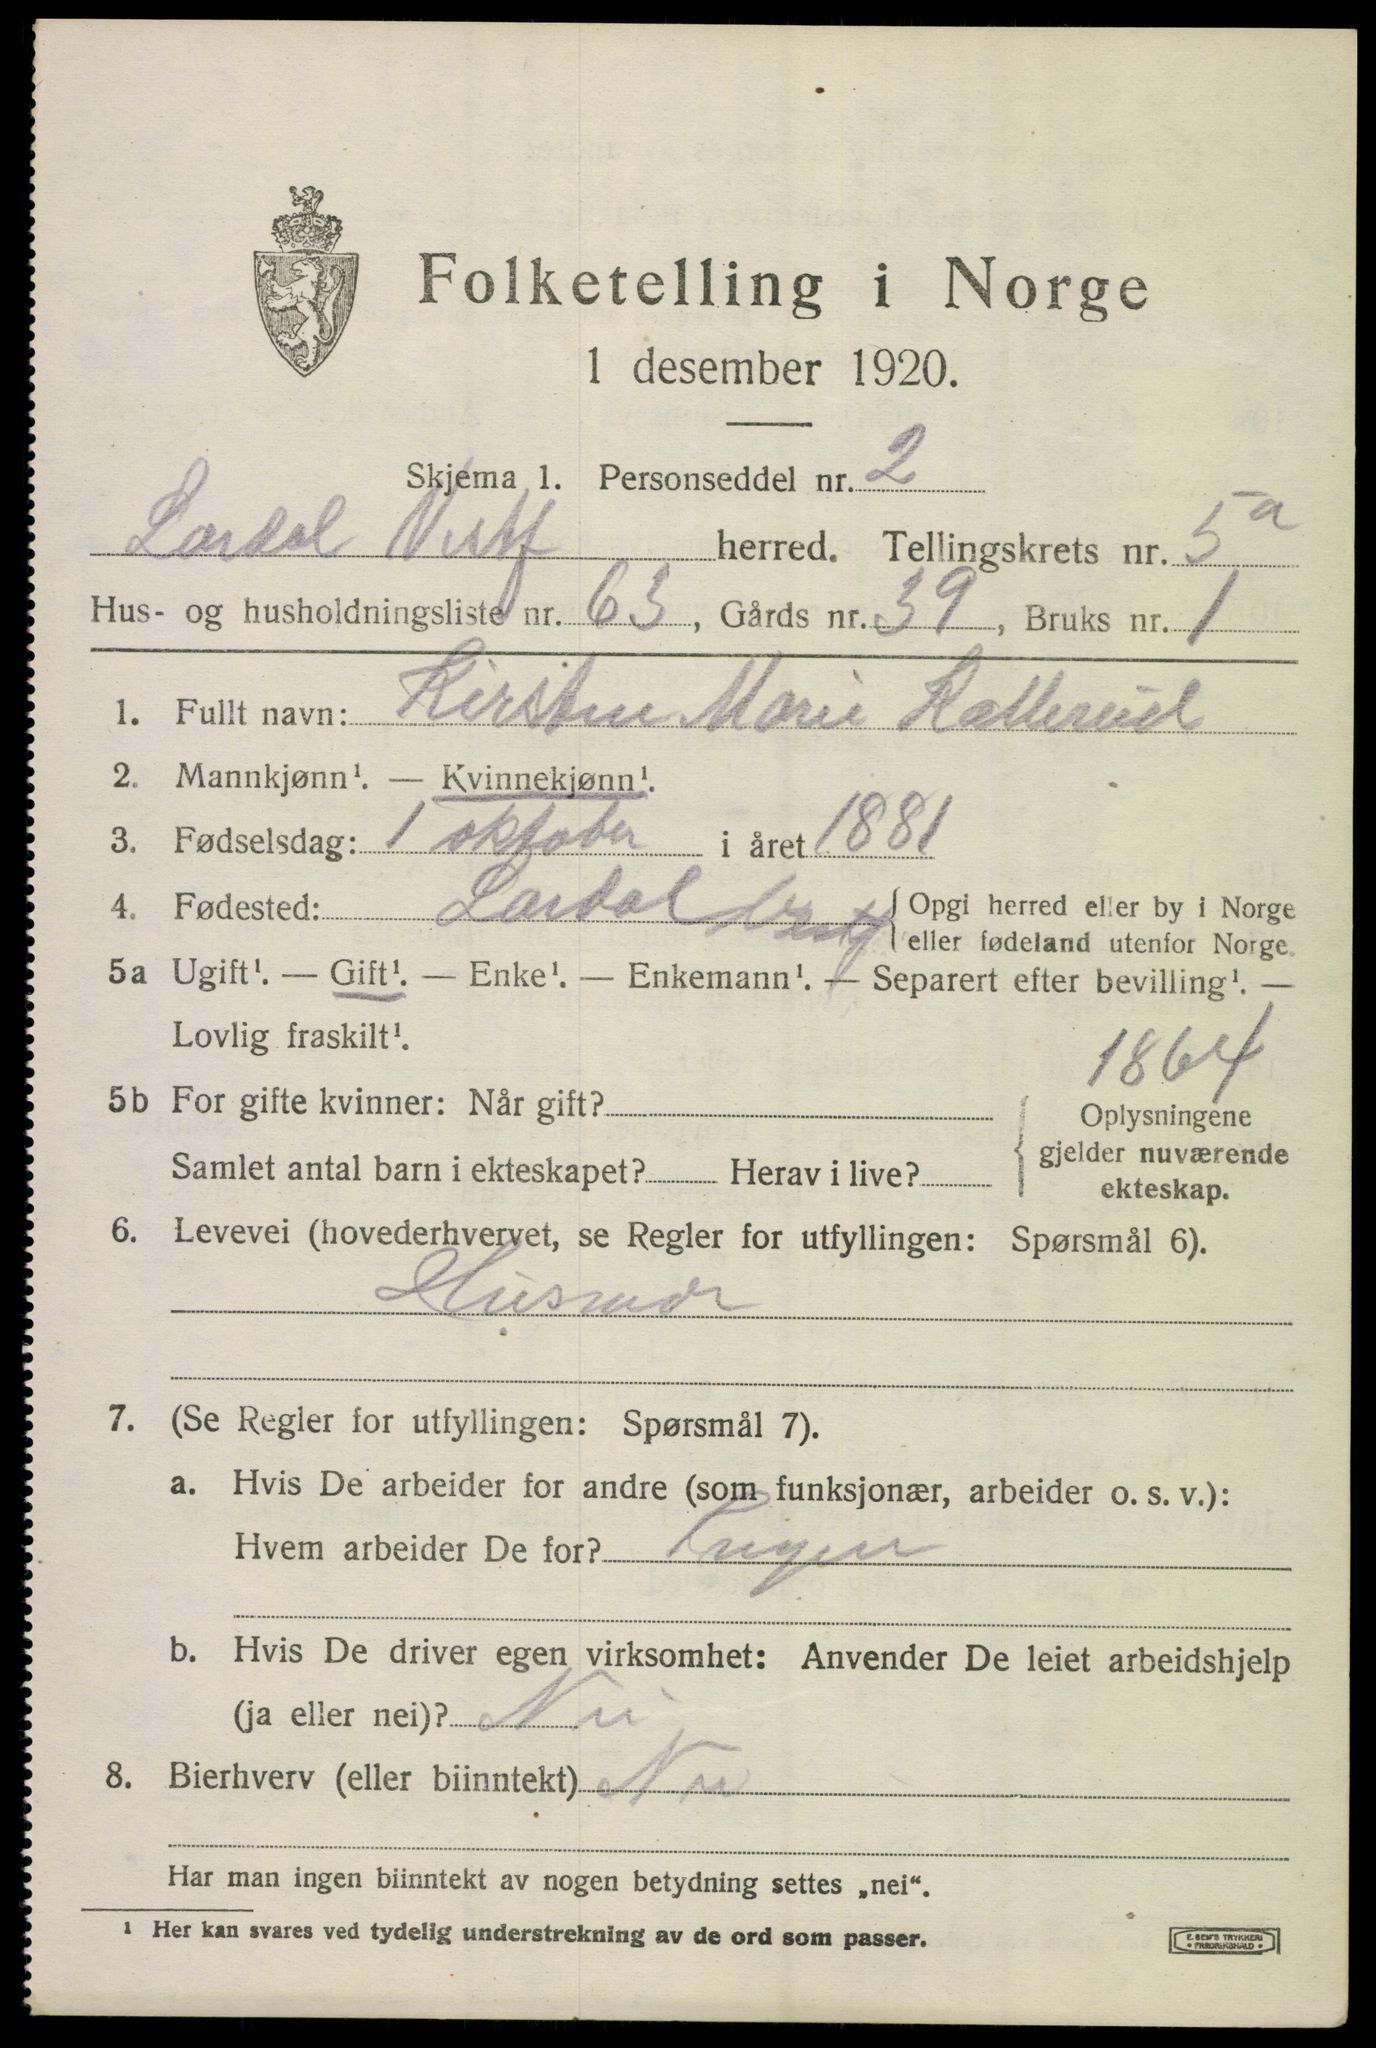 Folketelling i Norge
1 desember 1920.
Skjema 1. Personseddel nr. 2
Lardal Vestf herred. Tellingskrets nr. 5a
Hus- og husholdningsliste nr. 63, Gårds nr. 39, Bruks nr. 1
1. Fullt navn: Kirstine Marie Kallerud
2. Mannkjønn¹. — Kvinnekjønn¹.
3. Fødselsdag: 1 oktober i året 1881
4. Fødested: Lardal Vestf { Opgi herred eller by i Norge
eller fødeland utenfor Norge.
5a Ugift¹. — Gift¹. — Enke¹. — Enkemann¹. — Separert efter bevilling¹. —
Lovlig fraskilt¹.
1864
5b For gifte kvinner: Når gift?
Samlet antal barn i ekteskapet? Herav i live?
{ Oplysningene
gjelder nuværende
ekteskap.
6. Levevei (hovederhvervet, se Regler for utfyllingen: Spørsmål 6).
Husmor
7. (Se Regler for utfyllingen: Spørsmål 7).
a. Hvis De arbeider for andre (som funksjonær, arbeider o. s. v.):
Hvem arbeider De for? Ingen
b. Hvis De driver egen virksomhet: Anvender De leiet arbeidshjelp
(ja eller nei)? Nei
8. Bierhverv (eller biinntekt) Nei
Har man ingen biinntekt av nogen betydning settes „nei“.
¹ Her kan svares ved tydelig understrekning av de ord som passer.
E. SEM'S TRYKKERI
• FREDRIKSHALD •